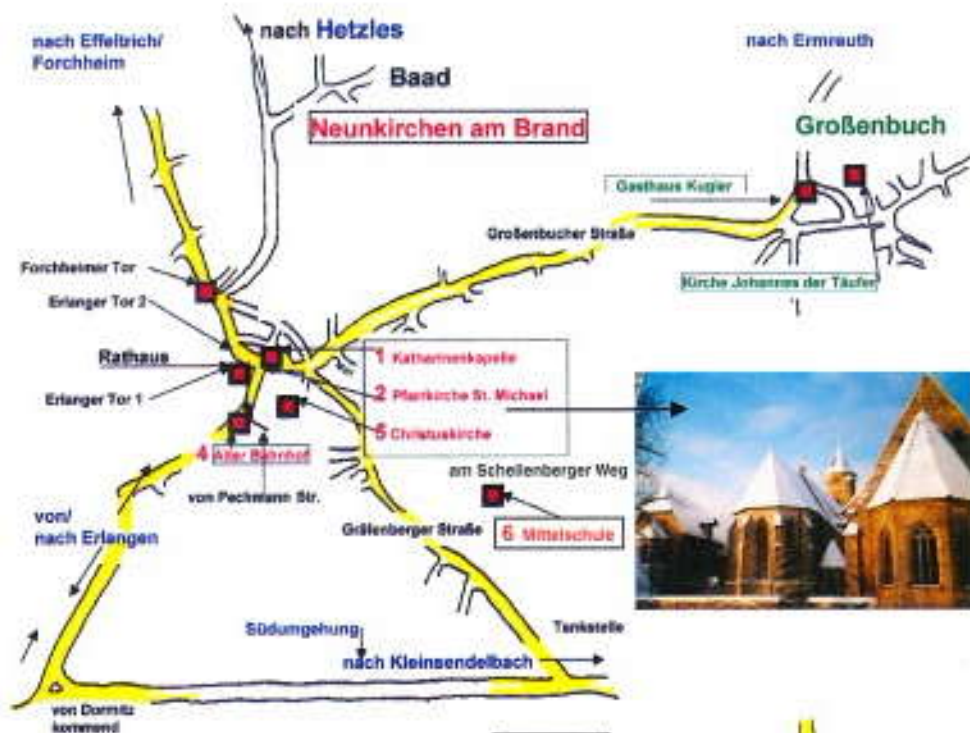 nach Effeltrich/
Forchheim
nach Hetzles
Baad
Neunkirchen am Brand
nach Ermreuth
Großenbuch
Gasthaus Kugler
Großenbucher Straße
Kirche Johannes der Täufer
Forchheimer Tor
Erlanger Tor 2
Rathaus
Erlanger Tor 1
1 Katharinenkapelle
2 Pfarrkirche St. Michael
5 Christuskirche
4 Alter Bahnhof
von Pechmann Str.
am Schellenberger Weg
6 Mittelschule
von/
nach Erlangen
Gräfenberger Straße
Südumgehung
nach Kleinsendelbach
Tankstelle
von Dormitz
kommend